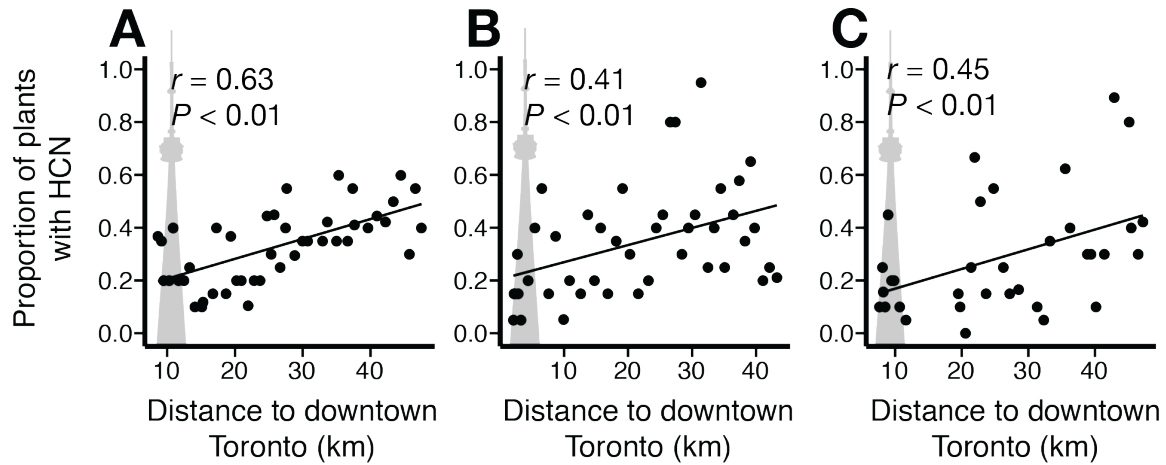 A
B
C
Proportion of plants
with HCN
1.0
0.8
0.6
0.4
0.2
0.0
r = 0.63
P < 0.01
10
20
30
40
Distance to downtown
Toronto (km)
1.0
0.8
0.6
0.4
0.2
0.0
r = 0.41
P < 0.01
10
20
30
40
Distance to downtown
Toronto (km)
1.0
0.8
0.6
0.4
0.2
0.0
r = 0.45
P < 0.01
10
20
30
40
Distance to downtown
Toronto (km)